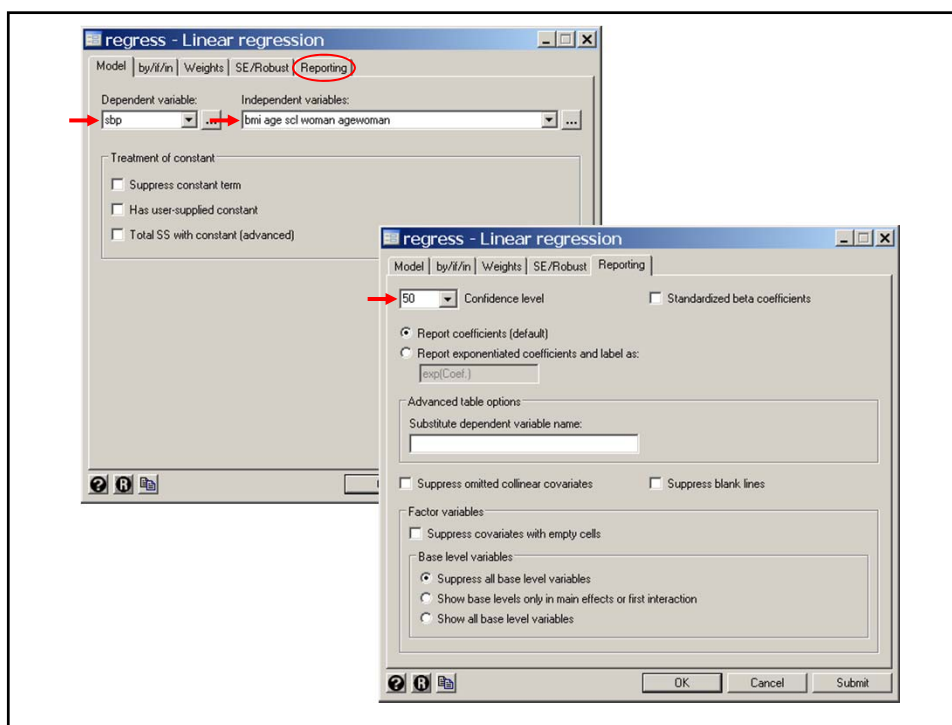 regress - Linear regression
Model by/if/in Weights SE/Robust Reporting
Dependent variable: Independent variables:
sbp ... bmi age scl woman agewoman ...
Treatment of constant
Suppress constant term
Has user-supplied constant
Total SS with constant (advanced)
regress - Linear regression
Model by/if/in Weights SE/Robust Reporting
50 Confidence level Standardized beta coefficients
Report coefficients (default)
Report exponentiated coefficients and label as:
exp(Coef.)
Advanced table options
Substitute dependent variable name:
Suppress omitted collinear covariates Suppress blank lines
Factor variables
Suppress covariates with empty cells
Base level variables
Suppress all base level variables
Show base levels only in main effects or first interaction
Show all base level variables
? R
? R OK Cancel Submit